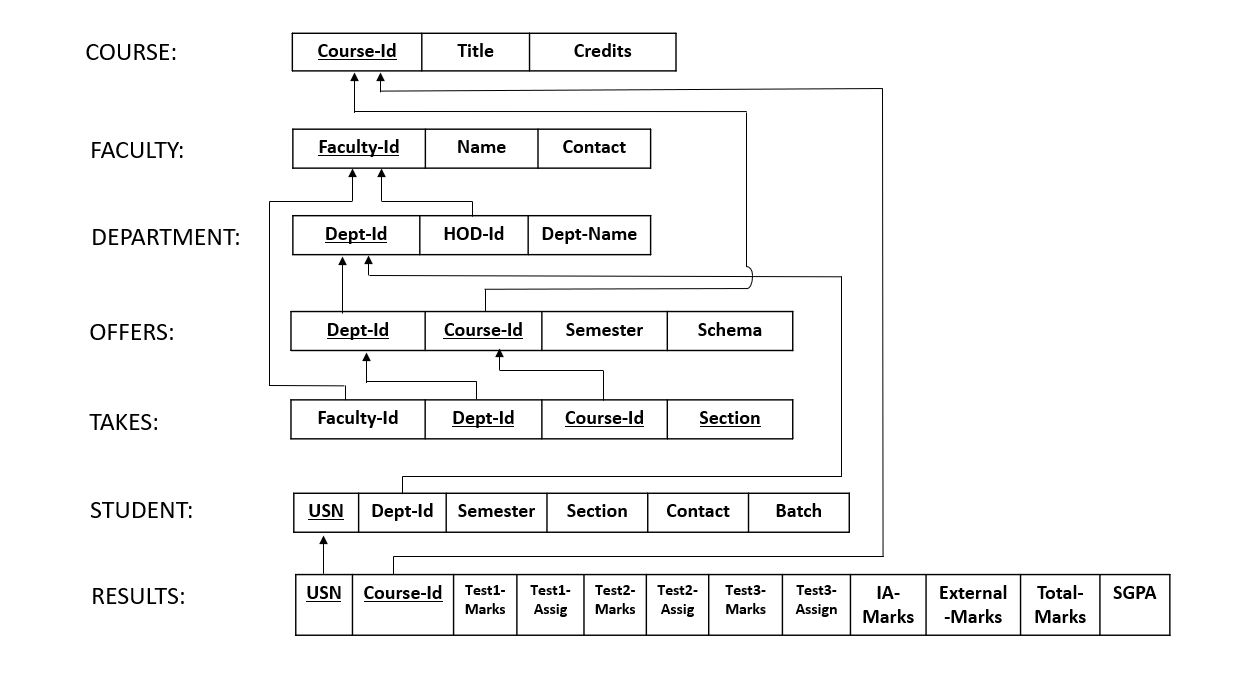 COURSE: Course-Id Title Credits
FACULTY: Faculty-Id Name Contact
DEPARTMENT: Dept-Id HOD-Id Dept-Name
OFFERS: Dept-Id Course-Id Semester Schema
TAKES: Faculty-Id Dept-Id Course-Id Section
STUDENT: USN Dept-Id Semester Section Contact Batch
RESULTS: USN Course-Id Test1- Test1- Test2- Test2- Test3- Test3- IA- External Total- SGPA
Marks Assig Marks Assig Marks Assign Marks -Marks Marks